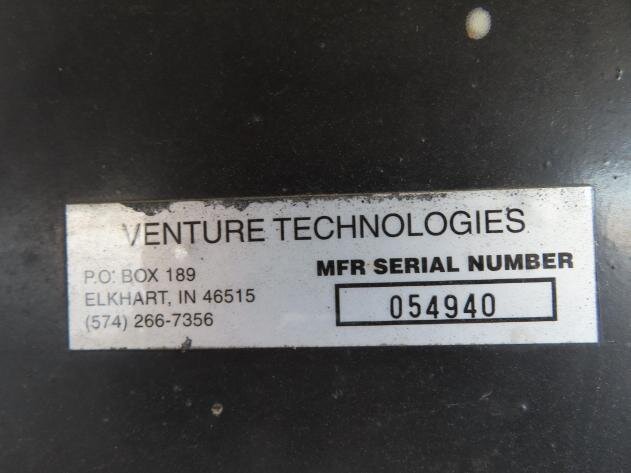 VENTURE TECHNOLOGIES
P.O. BOX 189
ELKHART, IN 46515
(574) 266-7356
MFR SERIAL NUMBER
054940